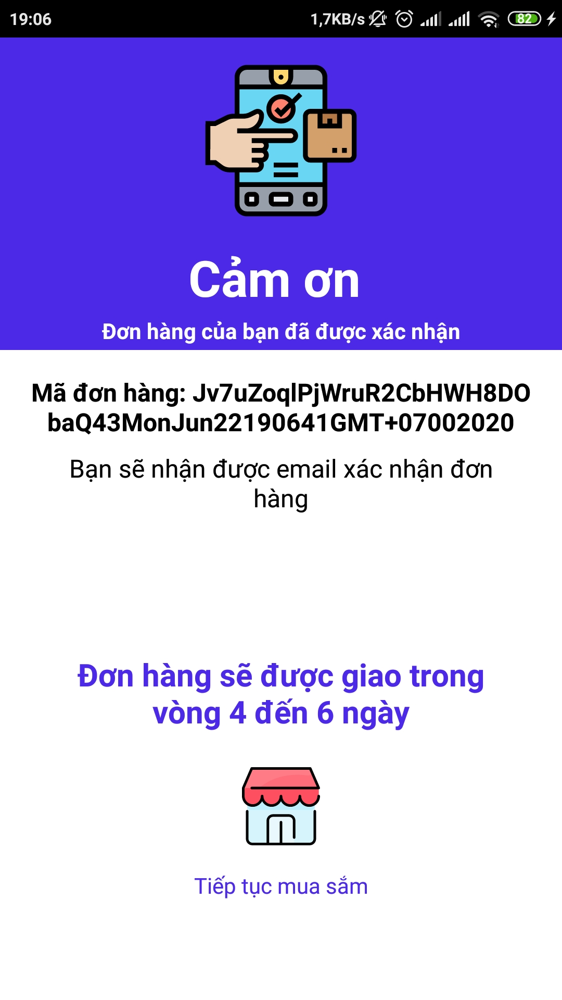 19:06
1,7KB/s
82
Cảm ơn
Đơn hàng của bạn đã được xác nhận
Mã đơn hàng: Jv7uZoqlPjWruR2CbHWH8DO
baQ43MonJun22190641GMT+07002020
Bạn sẽ nhận được email xác nhận đơn
hàng
Đơn hàng sẽ được giao trong
vòng 4 đến 6 ngày
Tiếp tục mua sắm